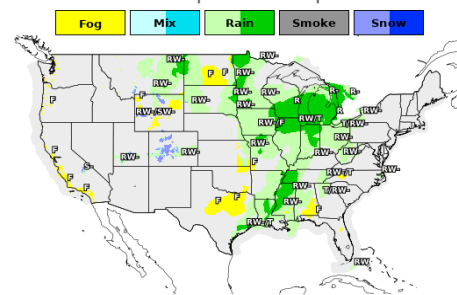 Fog Mix Rain Smoke Snow
RW-
RW- RW-
RW- F RW- R- R-
F F RW- RW- RW- R
RW-/SW- RW- R RW-
RW-/F RW/T T/RW-
RW- RW-
F RW- RW- RW- RW-
F
S- RW-/T RW-
F F RW- T/RW-
F F RW- F
RW-/T
RW-